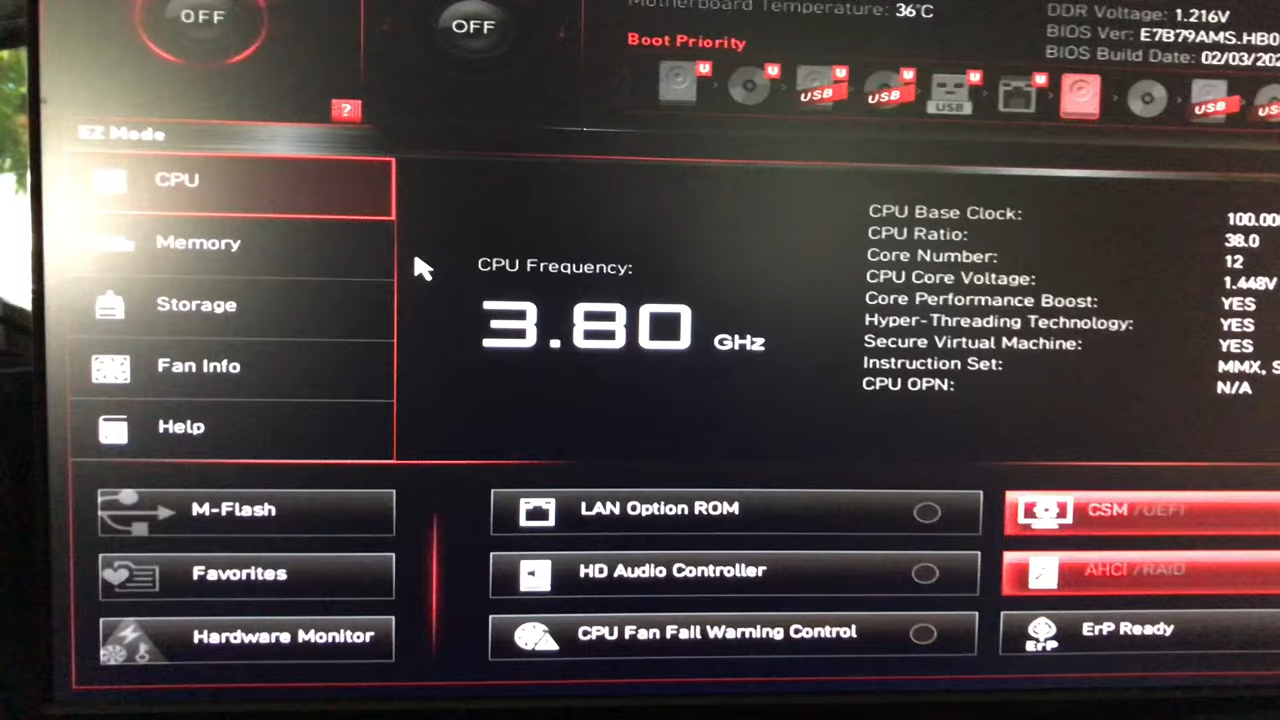 OFF
OFF
Motherboard Temperature: 36°C
DDR Voltage: 1.216V
BIOS Ver: E7B79AMS.HB0
BIOS Build Date: 02/03/202
Boot Priority
U
U
U USB
U USB
U USB
U
USB
US
?
EZ Mode
CPU
Memory
Storage
Fan Info
Help
CPU Frequency:
3.80 GHz
CPU Base Clock: 100.00
CPU Ratio: 38.0
Core Number: 12
CPU Core Voltage: 1.448V
Core Performance Boost: YES
Hyper-Threading Technology: YES
Secure Virtual Machine: YES
Instruction Set: MMX, S
CPU OPN: N/A
M-Flash
Favorites
Hardware Monitor
LAN Option ROM
HD Audio Controller
CPU Fan Fail Warning Control
CSM /UEFI
AHCI /RAID
ErP ErP Ready